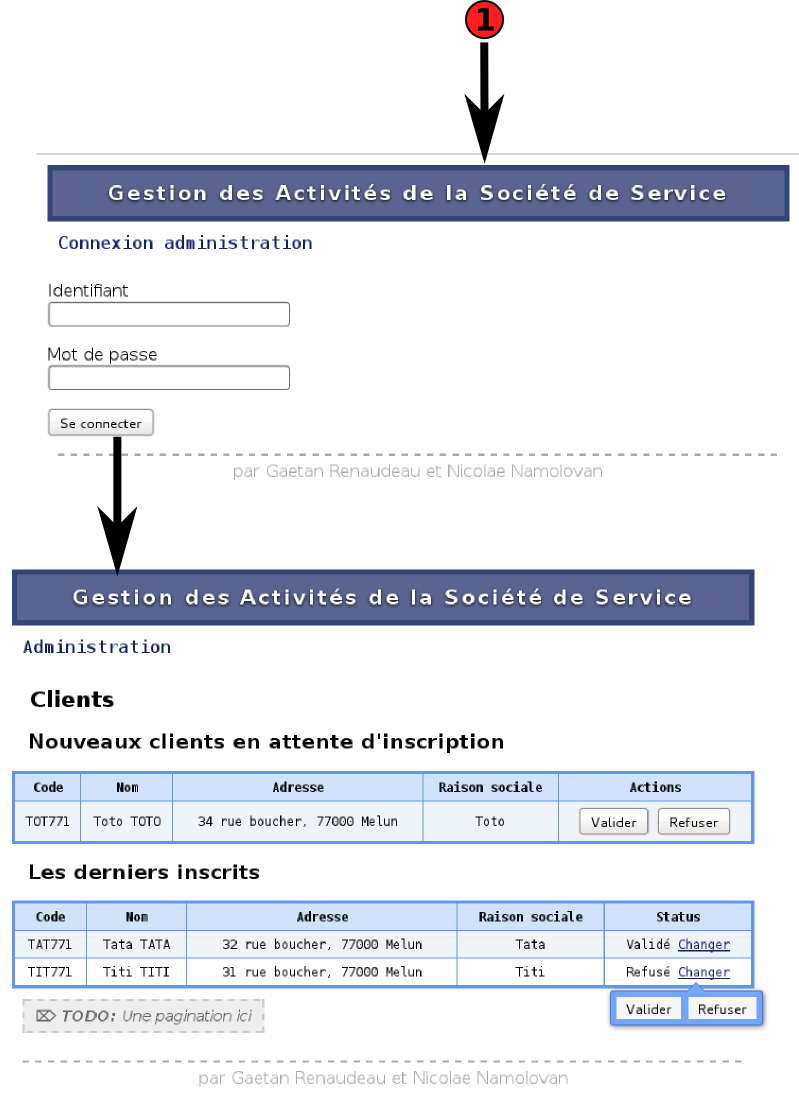 1
Gestion des Activités de la Société de Service
Connexion administration
Identifiant
Mot de passe
Se connecter
par Gaetan Renaudeau et Nicolae Namolovan
Gestion des Activités de la Société de Service
Administration
Clients
Nouveaux clients en attente d'inscription
Code Nom Adresse Raison sociale Actions
TOT771 Toto TOTO 34 rue boucher, 77000 Melun Toto Valider Refuser
Les derniers inscrits
Code Nom Adresse Raison sociale Status
TAT771 Tata TATA 32 rue boucher, 77000 Melun Tata Validé Changer
TIT771 Titi TITI 31 rue boucher, 77000 Melun Titi Refusé Changer
Valider Refuser
⌦ TODO: Une pagination ici
par Gaetan Renaudeau et Nicolae Namolovan